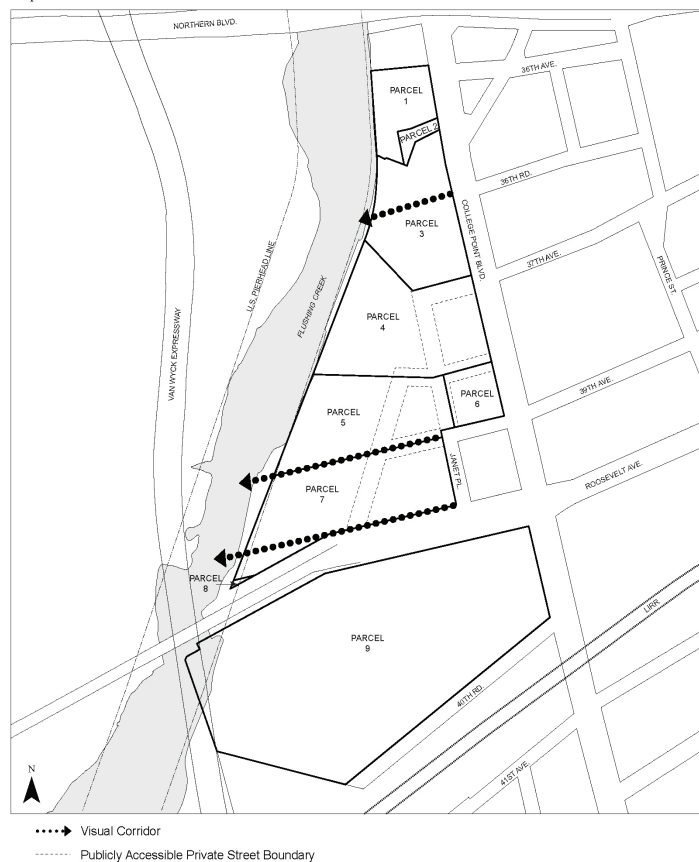 NORTHERN BLVD.
36TH AVE.
PARCEL
1
PARCEL 2
36TH RD.
COLLEGE POINT BLVD.
PARCEL
3
37TH AVE.
PRINCE ST.
U.S. PIERHEAD LINE
FLUSHING CREEK
VAN WYCK EXPRESSWAY
PARCEL
4
39TH AVE.
PARCEL
5
PARCEL
6
JANET PL.
ROOSEVELT AVE.
PARCEL
7
PARCEL
8
LIRR
PARCEL
9
40TH RD.
41ST AVE.
N
Visual Corridor
Publicly Accessible Private Street Boundary